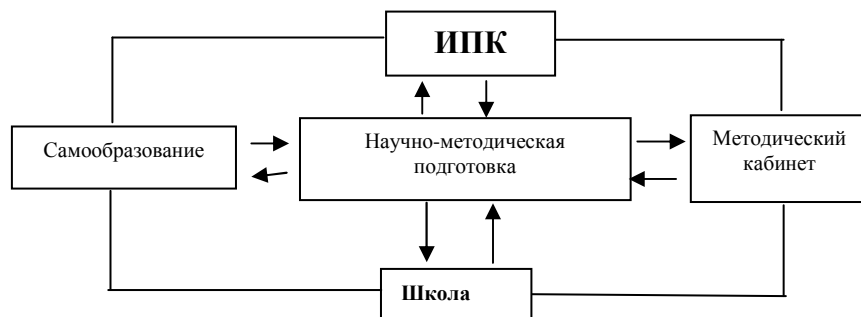 ИПК
Самообразование
Научно-методическая
подготовка
Методический
кабинет
Школа